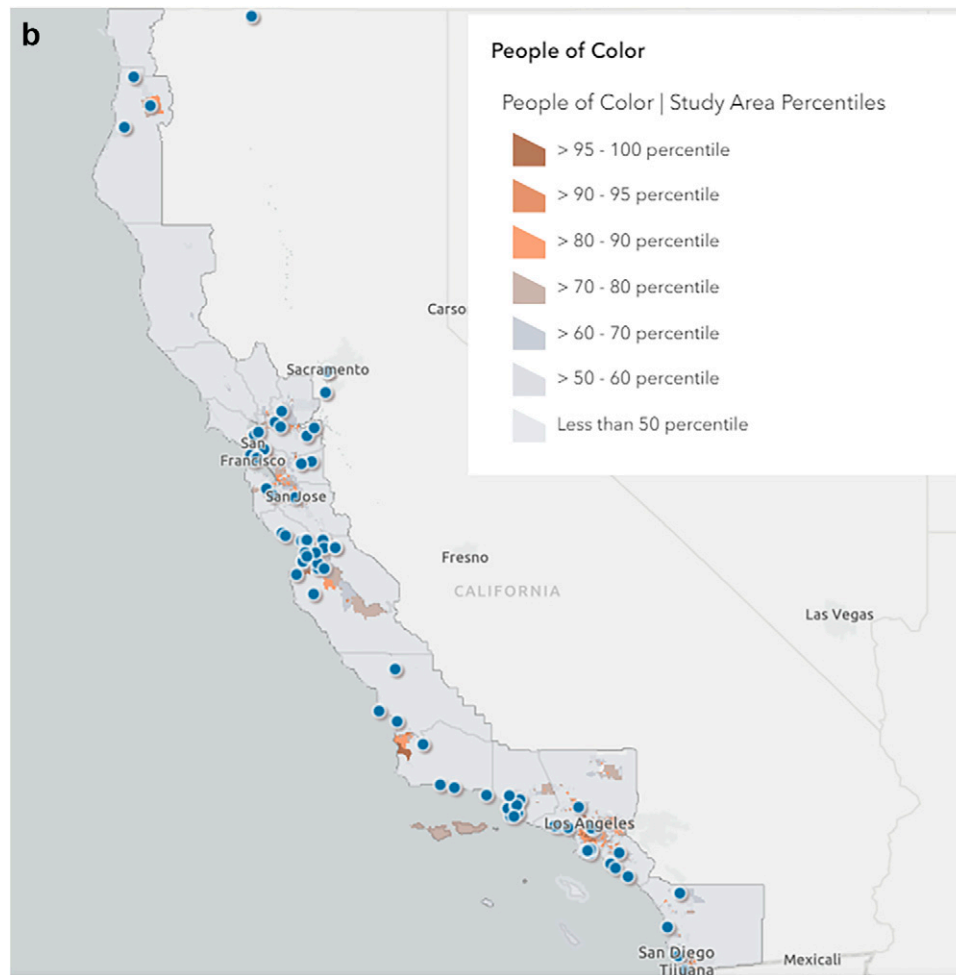 b
People of Color
People of Color | Study Area Percentiles
> 95 - 100 percentile
> 90 - 95 percentile
> 80 - 90 percentile
> 70 - 80 percentile
> 60 - 70 percentile
> 50 - 60 percentile
Less than 50 percentile
Carso
Sacramento
San
Francisco
San Jose
Fresno
CALIFORNIA
Las Vegas
Los Angeles
San Diego
Tijuana
Mexicali